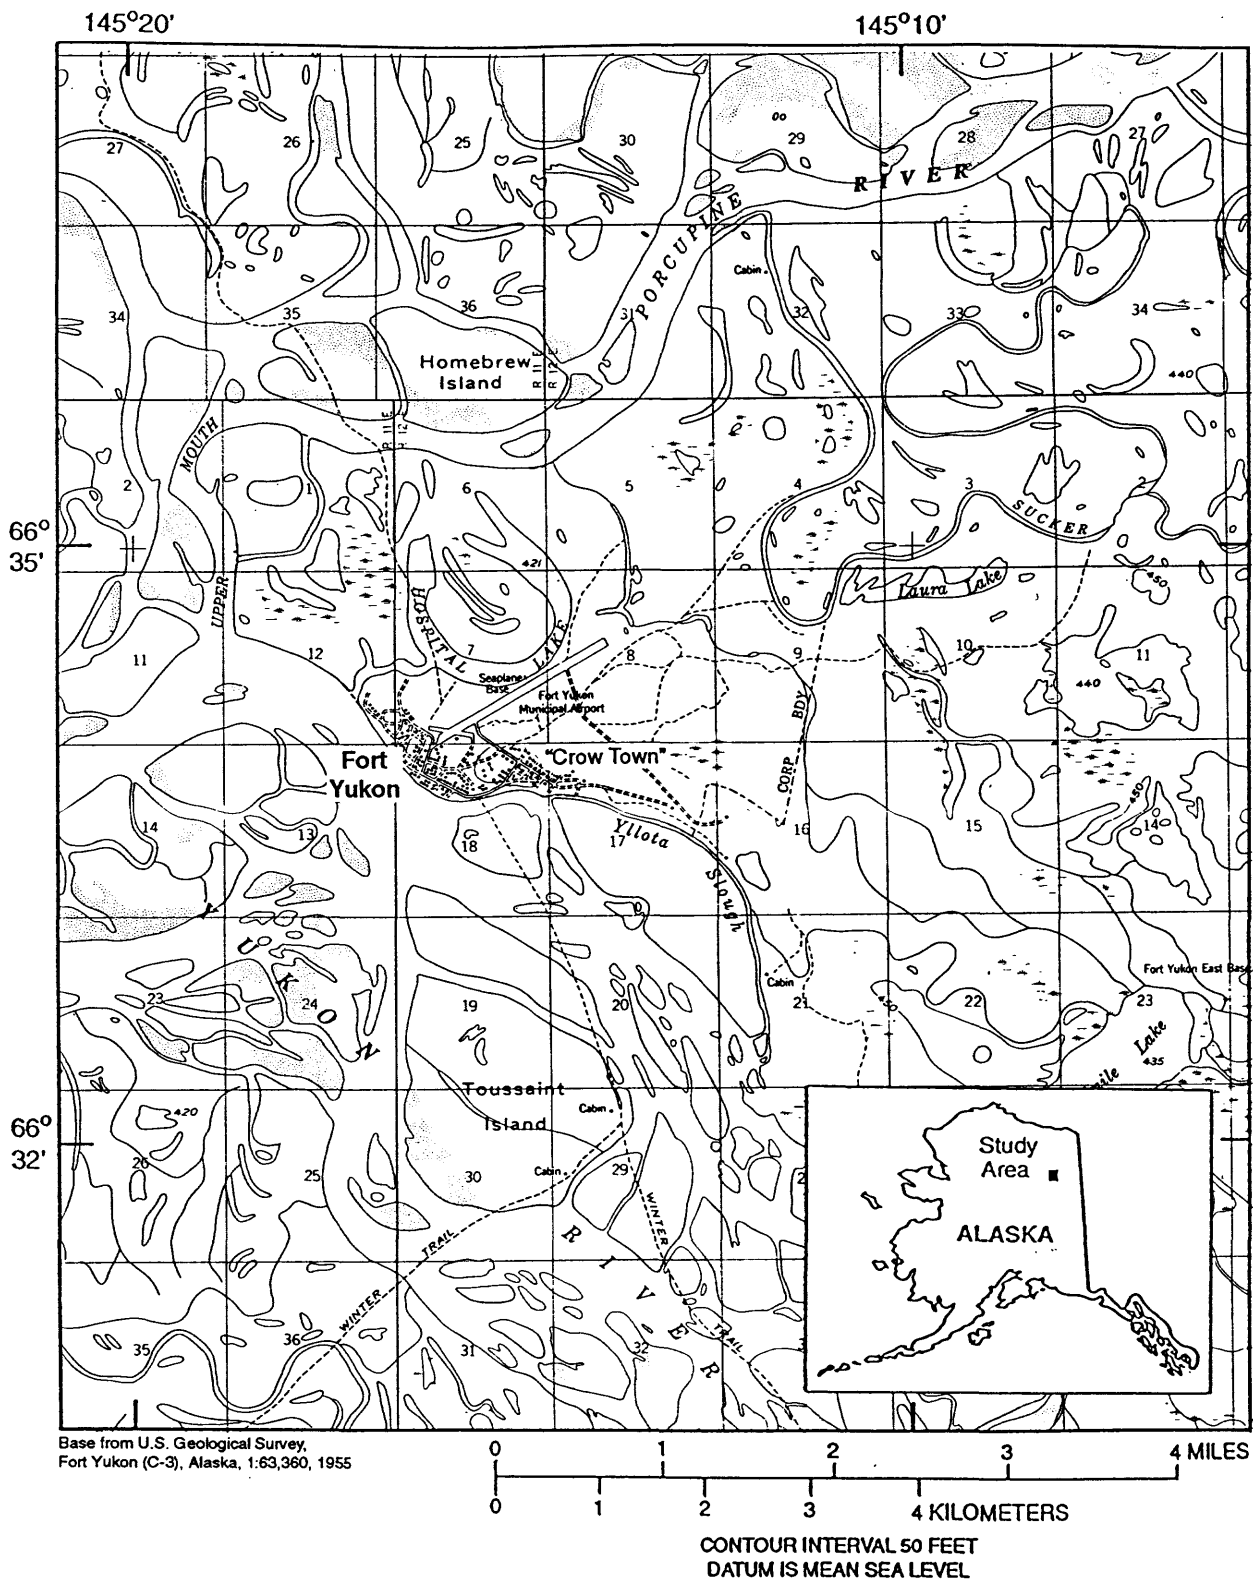 145°20'
145°10'
27
26
25
30
29
28
27
RIVER
PORCUPINE
Cabin
34
35
36
31
32
33
34
Homebrew
Island
R 11 E
R 12 E
440
MOUTH
R 11 E
R 12 E
2
1
6
5
4
3
2
SUCKER
66°
35'
421
450
Laura Lake
UPPER
HOSPITAL
LAKE
11
12
7
8
9
10
11
Seaplane
Base
Fort Yukon
Municipal Airport
440
BDY
CORP
Fort
Yukon
"Crow Town"
450
14
13
18
17
16
15
14
Yllota
Slough
YUKON
Fort Yukon East Base
Cabin
23
24
19
20
21
22
23
450
Lake
435
mile
Toussaint
Island
Cabin
420
66°
32'
26
25
30
29
2
Cabin
WINTER
TRAIL
RIVER
WINTER
TRAIL
35
36
31
32
Study
Area
ALASKA
Base from U.S. Geological Survey,
Fort Yukon (C-3), Alaska, 1:63,360, 1955
0 1 2 3 4 MILES
0 1 2 3 4 KILOMETERS
CONTOUR INTERVAL 50 FEET
DATUM IS MEAN SEA LEVEL